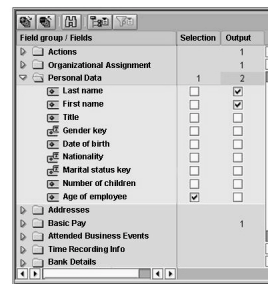 Field group / Fields Selection Output
Actions 1
Organizational Assignment 1
Personal Data 1 2
Last name
First name
Title
Gender key
Date of birth
Nationality
Marital status key
Number of children
Age of employee
Addresses
Basic Pay 1
Attended Business Events
Time Recording Info
Bank Details